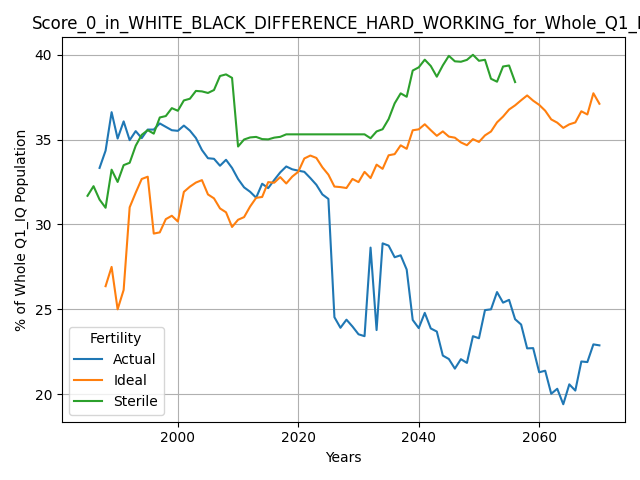 Score_0_in_WHITE_BLACK_DIFFERENCE_HARD_WORKING_for_Whole_Q1_I
40
35
30
25
20
% of Whole Q1_IQ Population
Fertility
Actual
Ideal
Sterile
2000 2020 2040 2060
Years